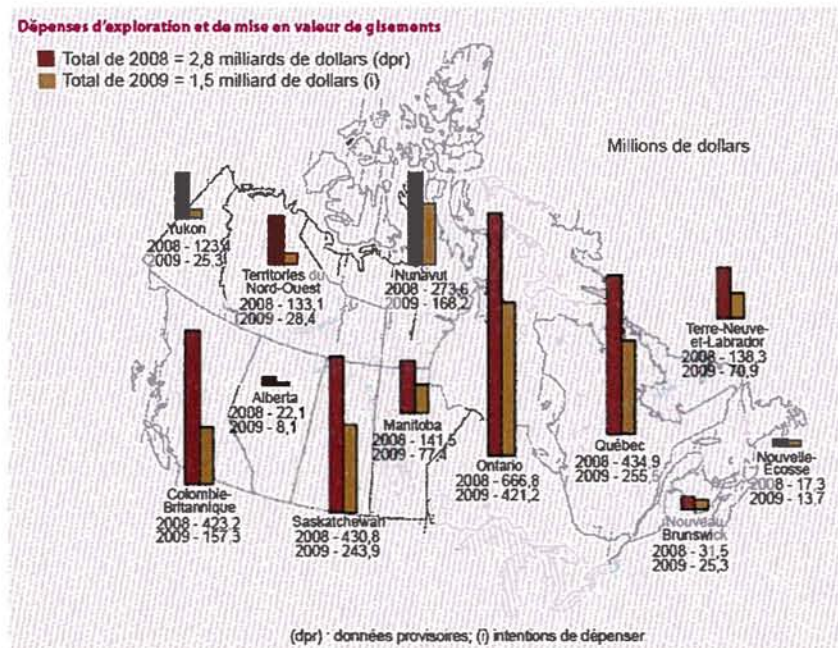 Dépenses d'exploration et de mise en valeur de gisements
Total de 2008 = 2,8 milliards de dollars (dpr)
Total de 2009 = 1,5 milliard de dollars (i)
Millions de dollars
Yukon
2008 - 123,4
2009 - 25,3
Territories du
Nord-Ouest
2008 - 133,1
2009 - 28,4
Nunavut
2008 - 273,6
2009 - 168,2
Terre-Neuve-
et-Labrador
2008 - 138,3
2009 - 70,9
Colombie-
Britannique
2008 - 423,2
2009 - 157,3
Alberta
2008 - 22,1
2009 - 8,1
Saskatchewan
2008 - 430,8
2009 - 243,9
Manitoba
2008 - 141,5
2009 - 77,4
Ontario
2008 - 666,8
2009 - 421,2
Québec
2008 - 434,9
2009 - 255,5
Nouveau
Brunswick
2008 - 31,5
2009 - 25,3
Nouvelle-
Écosse
2008 - 17,3
2009 - 13,7
(dpr) : données provisoires; (i) intentions de dépenser